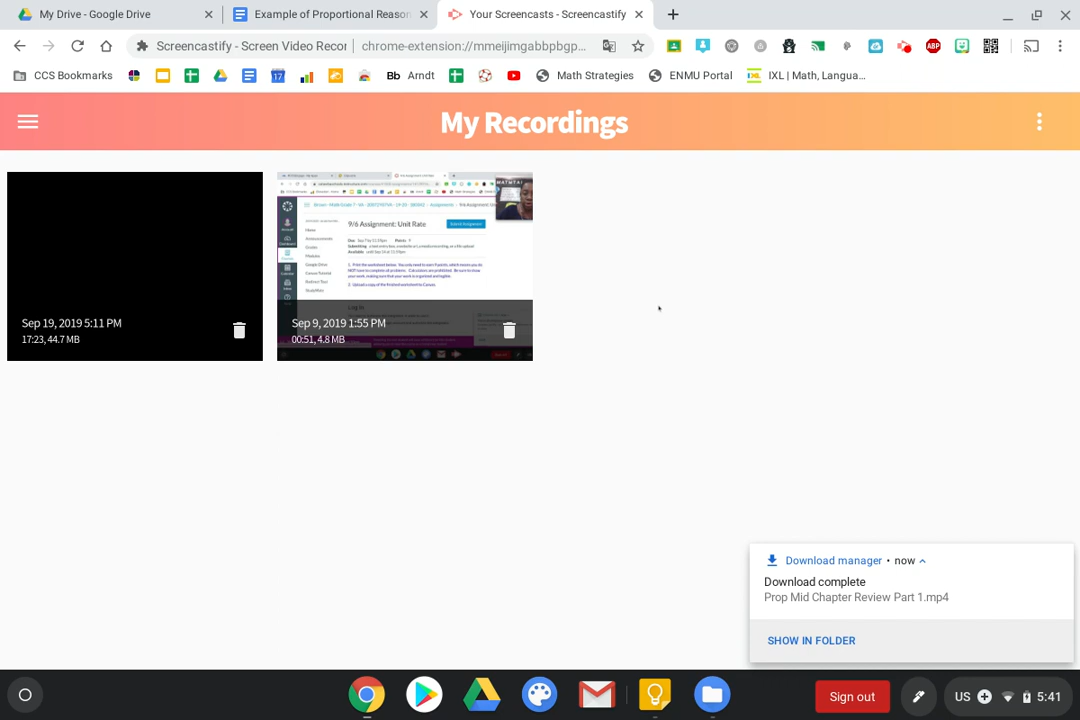 My Drive - Google Drive
Example of Proportional Reason
Your Screencasts - Screencastify
Screencastify - Screen Video Recor
chrome-extension://mmeijimgabbpbgp...
ABP
CCS Bookmarks
17
Bb Arndt
Math Strategies
ENMU Portal
IXL | Math, Langua...
My Recordings
Sep 19, 2019 5:11 PM
17:23, 44.7 MB
9/6 Assignment: Unit Rate
Submit Assignment
Sep 9, 2019 1:55 PM
00:51, 4.8 MB
Download manager • now
Download complete
Prop Mid Chapter Review Part 1.mp4
SHOW IN FOLDER
Sign out
US
5:41